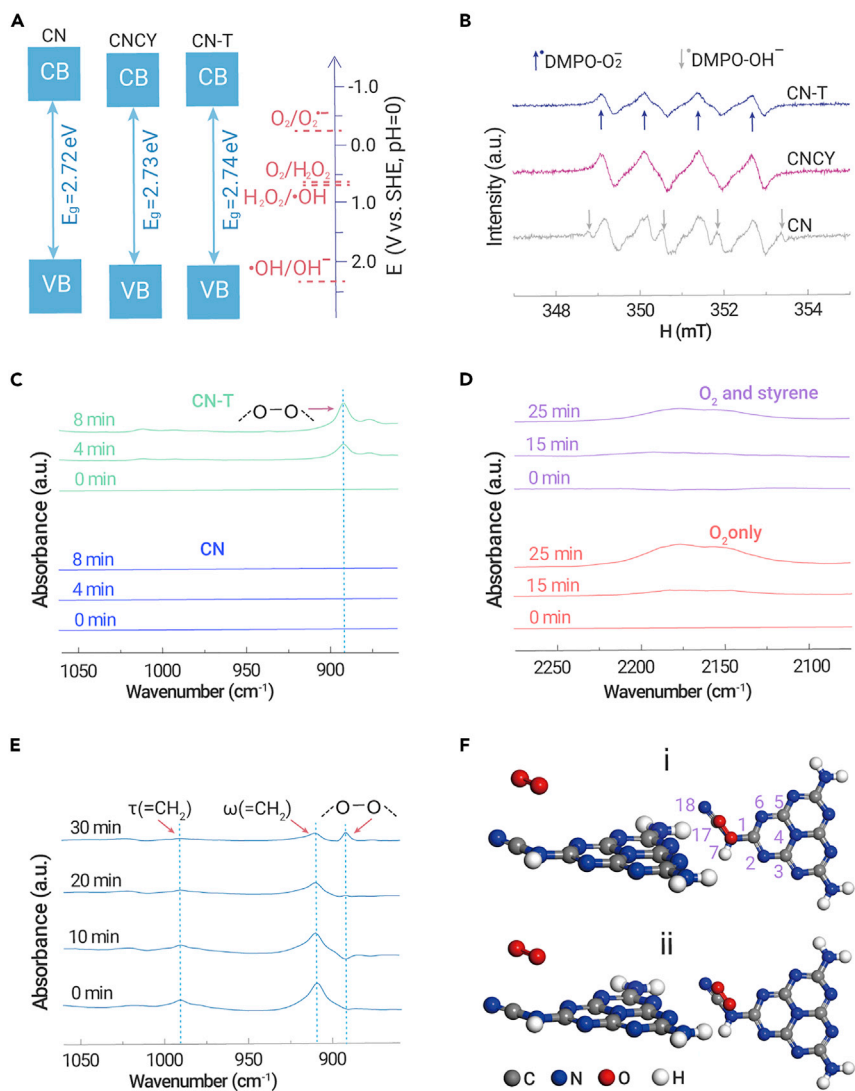 A
CN
CNCY
CN-T
CB
CB
CB
E_g=2.72 eV
E_g=2.73 eV
E_g=2.74 eV
VB
VB
VB
O₂/O₂•−
O₂/H₂O₂
H₂O₂/•OH
•OH/OH−
-1.0
0.0
1.0
2.0
E (V vs. SHE, pH=0)
B
•DMPO-O₂−
•DMPO-OH−
CN-T
CNCY
CN
Intensity (a.u.)
348
350
352
354
H (mT)
C
CN-T
O-O
8 min
4 min
0 min
CN
8 min
4 min
0 min
Absorbance (a.u.)
1050
1000
950
900
Wavenumber (cm⁻¹)
D
O₂ and styrene
25 min
15 min
0 min
O₂only
25 min
15 min
0 min
Absorbance (a.u.)
2250
2200
2150
2100
Wavenumber (cm⁻¹)
E
τ(=CH₂)
ω(=CH₂)
O-O
30 min
20 min
10 min
0 min
Absorbance (a.u.)
1050
1000
950
900
Wavenumber (cm⁻¹)
F
i
18
6
5
1
17
4
7
2
3
ii
C
N
O
H